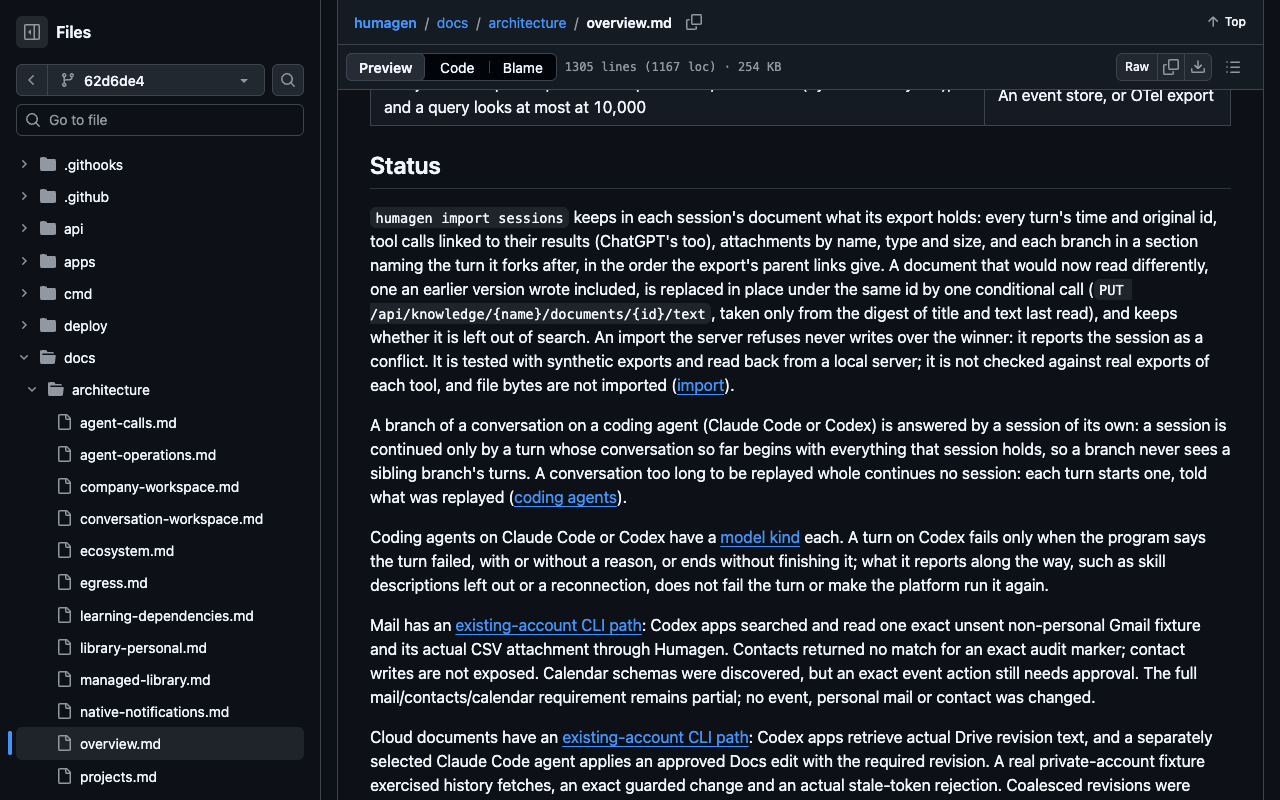 Files
humagen / docs / architecture / overview.md
Top
62d6de4
Preview Code Blame 1305 lines (1167 loc) · 254 KB
Raw
Go to file
.githooks
.github
api
apps
cmd
deploy
docs
architecture
agent-calls.md
agent-operations.md
company-workspace.md
conversation-workspace.md
ecosystem.md
egress.md
learning-dependencies.md
library-personal.md
managed-library.md
native-notifications.md
overview.md
projects.md
and a query looks at most at 10,000
An event store, or OTel export
Status
humagen import sessions keeps in each session's document what its export holds: every turn's time and original id,
tool calls linked to their results (ChatGPT's too), attachments by name, type and size, and each branch in a section
naming the turn it forks after, in the order the export's parent links give. A document that would now read differently,
one an earlier version wrote included, is replaced in place under the same id by one conditional call ( PUT
/api/knowledge/{name}/documents/{id}/text , taken only from the digest of title and text last read), and keeps
whether it is left out of search. An import the server refuses never writes over the winner: it reports the session as a
conflict. It is tested with synthetic exports and read back from a local server; it is not checked against real exports of
each tool, and file bytes are not imported (import).
A branch of a conversation on a coding agent (Claude Code or Codex) is answered by a session of its own: a session is
continued only by a turn whose conversation so far begins with everything that session holds, so a branch never sees a
sibling branch's turns. A conversation too long to be replayed whole continues no session: each turn starts one, told
what was replayed (coding agents).
Coding agents on Claude Code or Codex have a model kind each. A turn on Codex fails only when the program says
the turn failed, with or without a reason, or ends without finishing it; what it reports along the way, such as skill
descriptions left out or a reconnection, does not fail the turn or make the platform run it again.
Mail has an existing-account CLI path: Codex apps searched and read one exact unsent non-personal Gmail fixture
and its actual CSV attachment through Humagen. Contacts returned no match for an exact audit marker; contact
writes are not exposed. Calendar schemas were discovered, but an exact event action still needs approval. The full
mail/contacts/calendar requirement remains partial; no event, personal mail or contact was changed.
Cloud documents have an existing-account CLI path: Codex apps retrieve actual Drive revision text, and a separately
selected Claude Code agent applies an approved Docs edit with the required revision. A real private-account fixture
exercised history fetches, an exact guarded change and an actual stale-token rejection. Coalesced revisions were